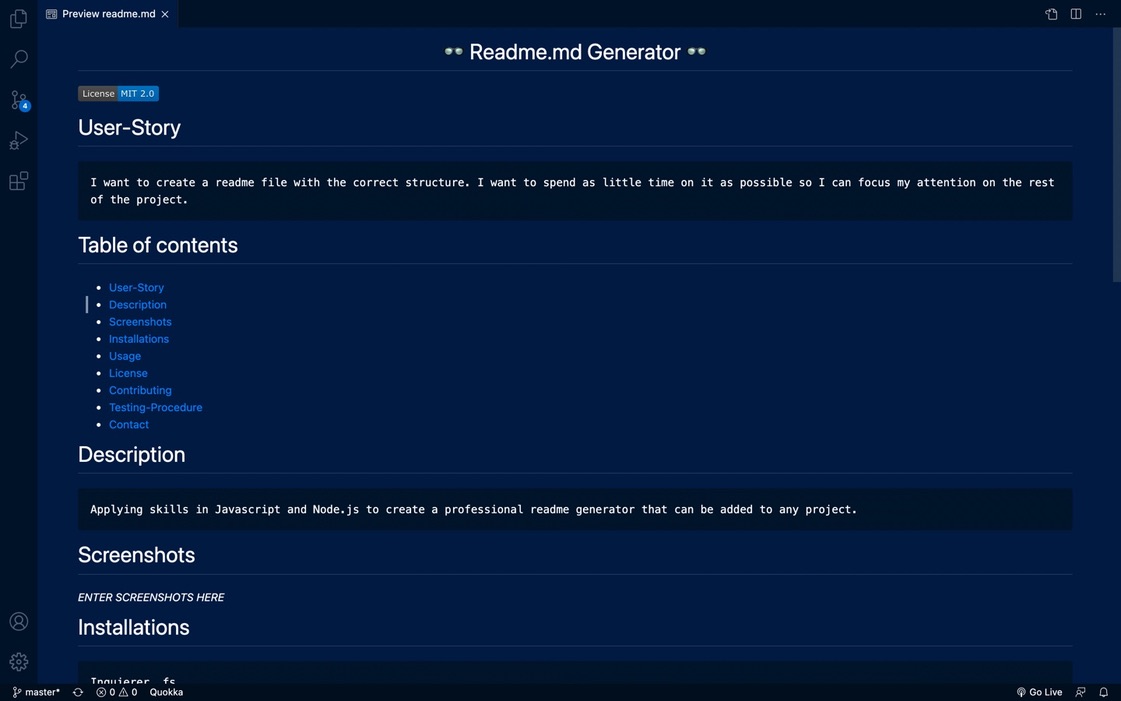 Preview readme.md
👓 Readme.md Generator 👓
License MIT 2.0
User-Story
I want to create a readme file with the correct structure. I want to spend as little time on it as possible so I can focus my attention on the rest
of the project.
Table of contents
User-Story
Description
Screenshots
Installations
Usage
License
Contributing
Testing-Procedure
Contact
Description
Applying skills in Javascript and Node.js to create a professional readme generator that can be added to any project.
Screenshots
ENTER SCREENSHOTS HERE
Installations
Inquierer, fs
4
master*
0
0
Quokka
Go Live